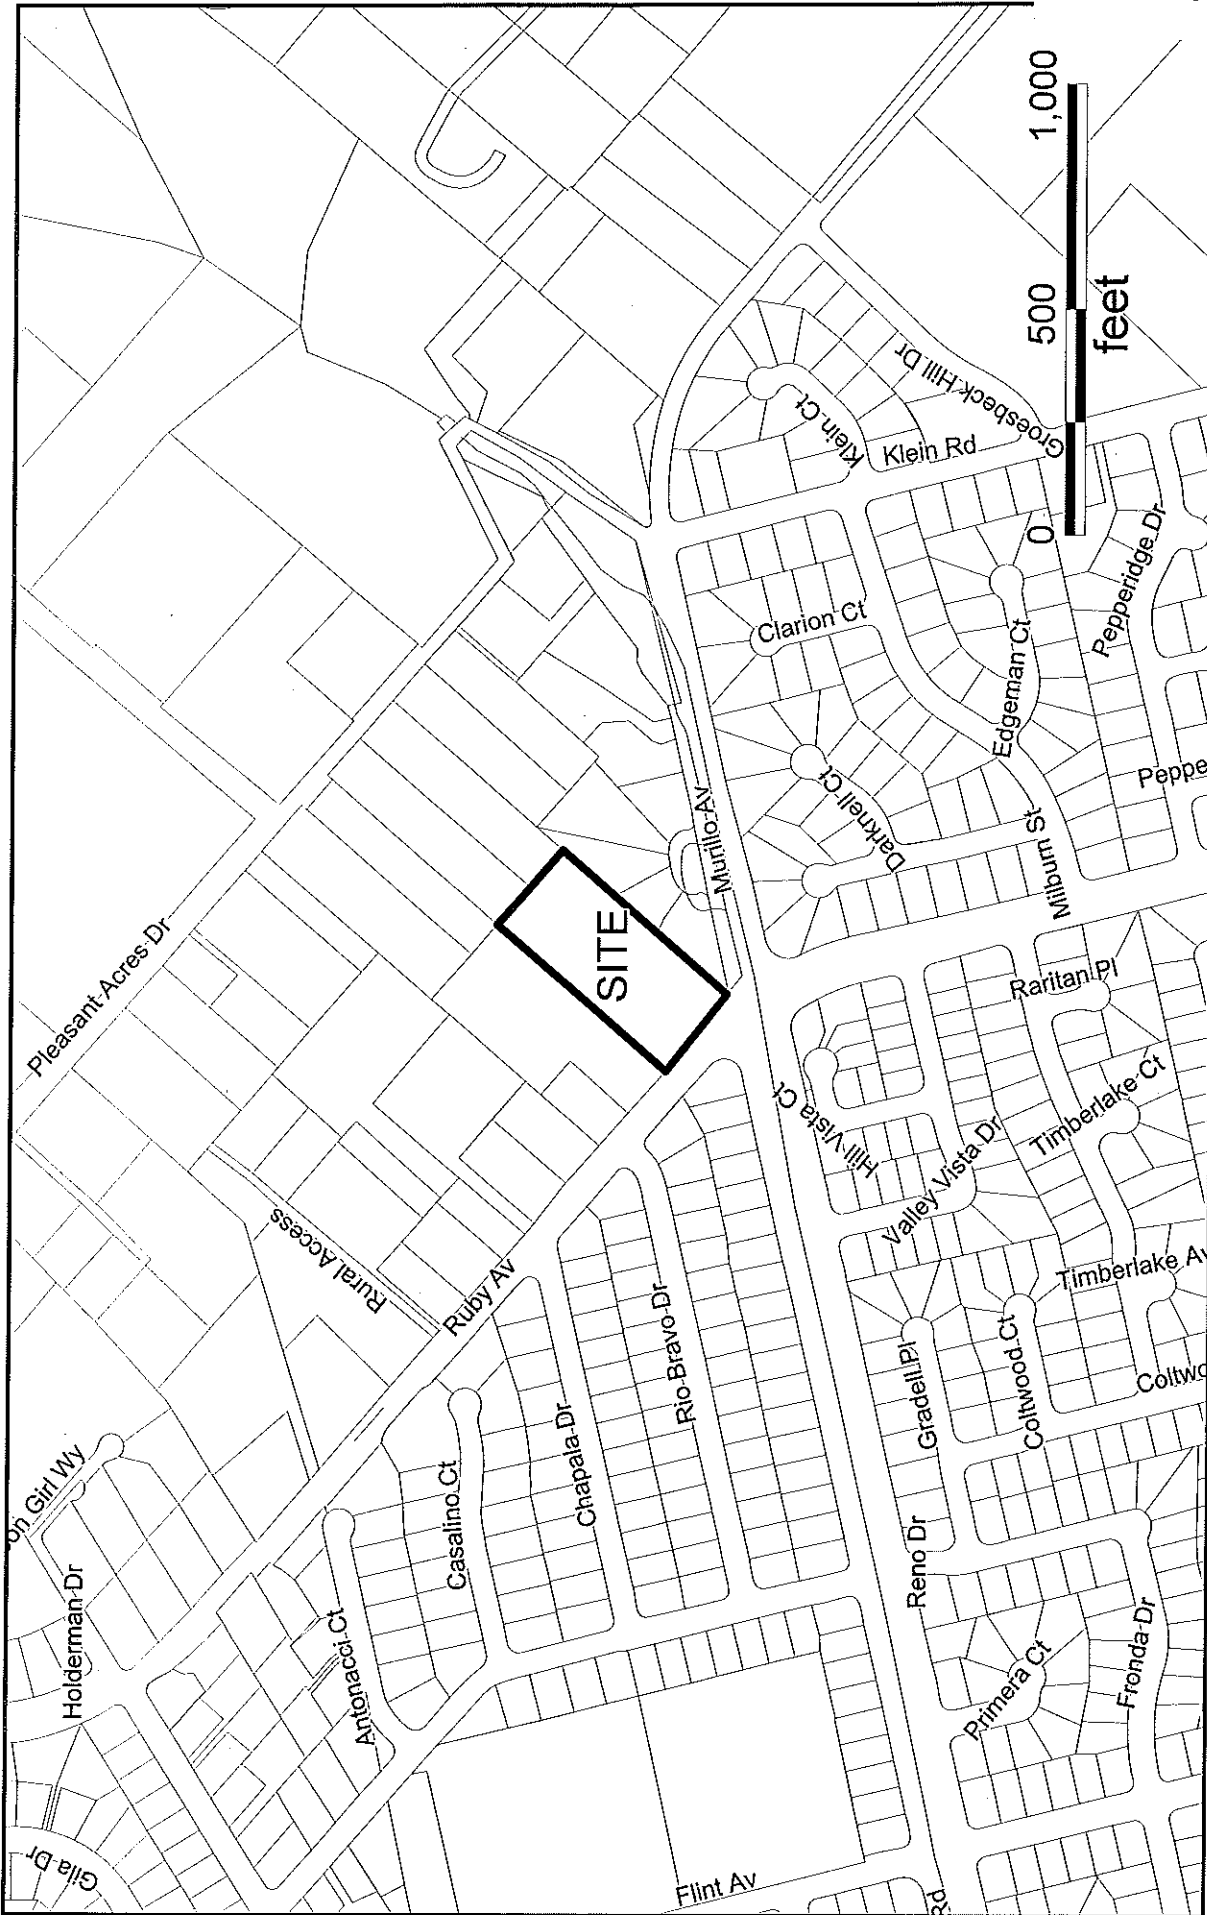 1,000
500
0
feet
Pleasant Acres Dr
Murillo Av
SITE
Klein Ct
Klein Rd
Groesbeck Hill Dr
Clarion Ct
Edgeman Ct
Pepperidge Dr
Peppe
Darknell Ct
Milburn St
Raritan Pl
Hill Vista Ct
Valley Vista Dr
Timberlake Ct
Timberlake Av
Rural Access
Ruby Av
Rio Bravo Dr
Chapala Dr
Casalino Ct
Antonacci Ct
on Girl Wy
Holderman Dr
Gila Dr
Gradell Pl
Coltwood Ct
Coltwo
Reno Dr
Primera Ct
Fronda Dr
Flint Av
Rd